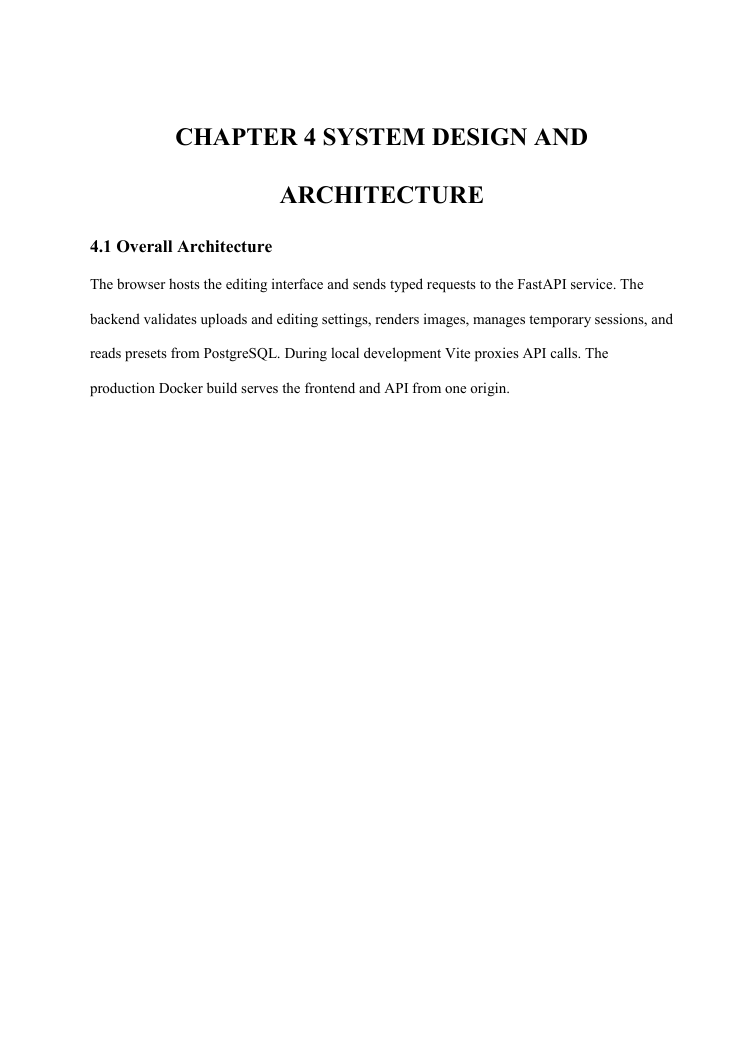 CHAPTER 4 SYSTEM DESIGN AND
ARCHITECTURE
4.1 Overall Architecture
The browser hosts the editing interface and sends typed requests to the FastAPI service. The
backend validates uploads and editing settings, renders images, manages temporary sessions, and
reads presets from PostgreSQL. During local development Vite proxies API calls. The
production Docker build serves the frontend and API from one origin.